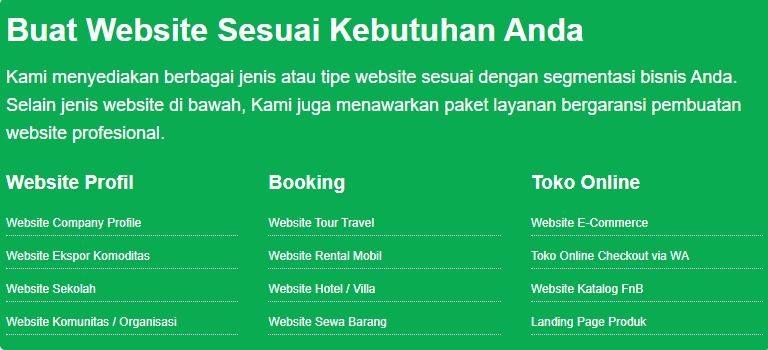 Buat Website Sesuai Kebutuhan Anda
Kami menyediakan berbagai jenis atau tipe website sesuai dengan segmentasi bisnis Anda.
Selain jenis website di bawah, Kami juga menawarkan paket layanan bergaransi pembuatan
website profesional.
Website Profil
Website Company Profile
Website Ekspor Komoditas
Website Sekolah
Website Komunitas / Organisasi
Booking
Website Tour Travel
Website Rental Mobil
Website Hotel / Villa
Website Sewa Barang
Toko Online
Website E-Commerce
Toko Online Checkout via WA
Website Katalog FnB
Landing Page Produk